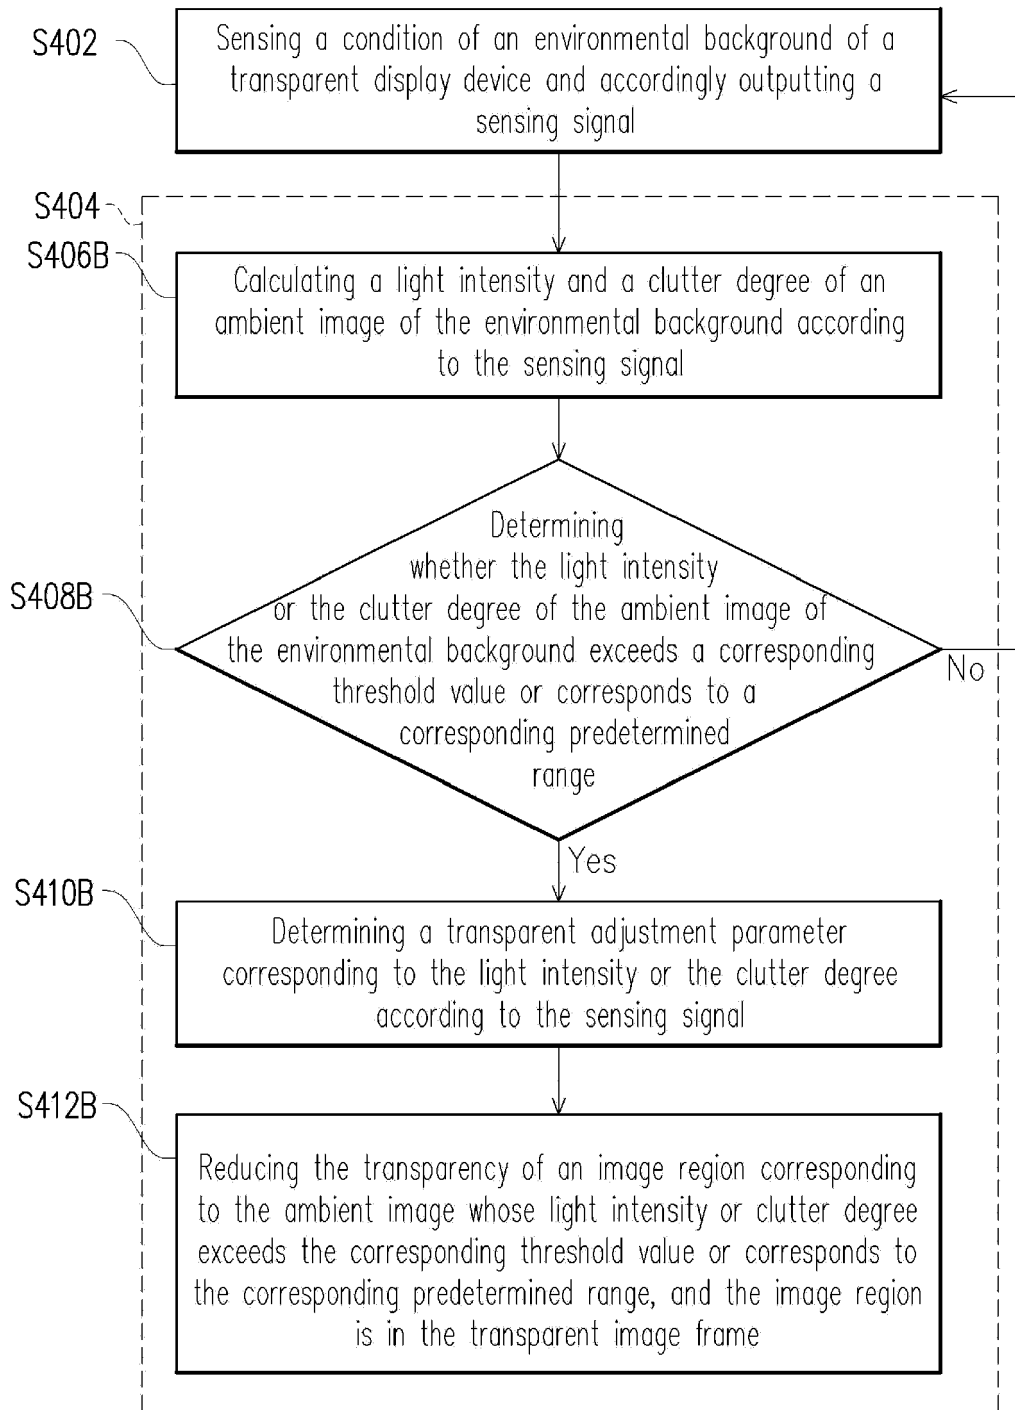 S402
Sensing a condition of an environmental background of a
transparent display device and accordingly outputting a
sensing signal
S404
S406B
Calculating a light intensity and a clutter degree of an
ambient image of the environmental background according
to the sensing signal
S408B
Determining
whether the light intensity
or the clutter degree of the ambient image of
the environmental background exceeds a corresponding
threshold value or corresponds to a
corresponding predetermined
range
No
Yes
S410B
Determining a transparent adjustment parameter
corresponding to the light intensity or the clutter degree
according to the sensing signal
S412B
Reducing the transparency of an image region corresponding
to the ambient image whose light intensity or clutter degree
exceeds the corresponding threshold value or corresponds to
the corresponding predetermined range, and the image region
is in the transparent image frame